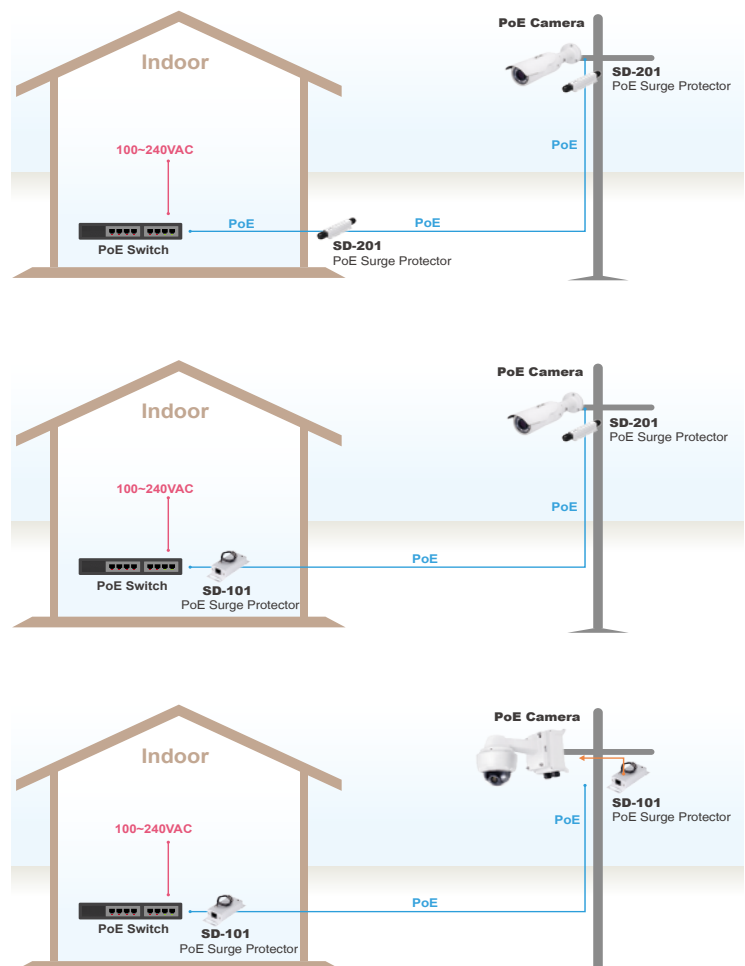 PoE Camera
Indoor
SD-201
PoE Surge Protector
100~240VAC
PoE
PoE
PoE
PoE Switch
SD-201
PoE Surge Protector
PoE Camera
Indoor
SD-201
PoE Surge Protector
100~240VAC
PoE
PoE
PoE Switch
SD-101
PoE Surge Protector
PoE Camera
Indoor
SD-101
PoE Surge Protector
PoE
100~240VAC
PoE
PoE Switch
SD-101
PoE Surge Protector